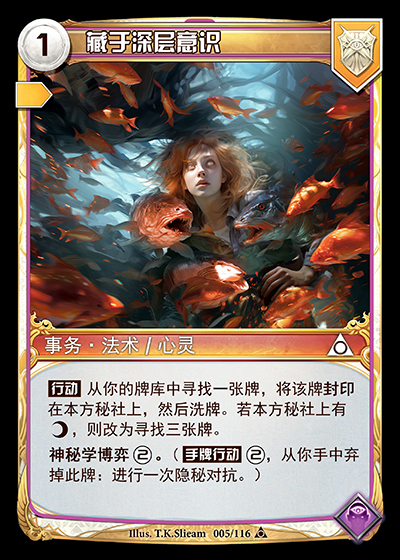 1
藏于深层意识
事务·法术/心灵
行动 从你的牌库中寻找一张牌，将该牌封印
在本方秘社上，然后洗牌。若本方秘社上有
，则改为寻找三张牌。
神秘学博弈②。（手牌行动②，从你手中弃
掉此牌：进行一次隐秘对抗。）
Illus. T.K.Slieam 005/116